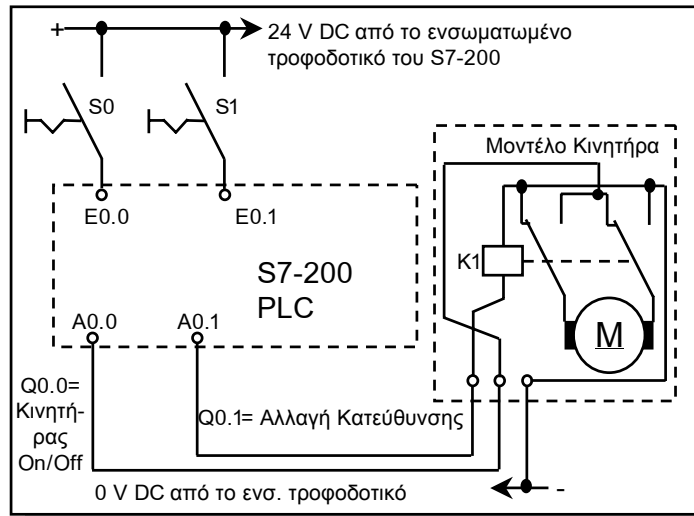 +
24 V DC από το ενσωματωμένο
τροφοδοτικό του S7-200
S0
S1
Μοντέλο Κινητήρα
E0.0
E0.1
K1
S7-200
PLC
M
A0.0
A0.1
Q0.0=
Κινητή-
ρας
On/Off
Q0.1= Αλλαγή Κατεύθυνσης
0 V DC από το ενσ. τροφοδοτικό
-